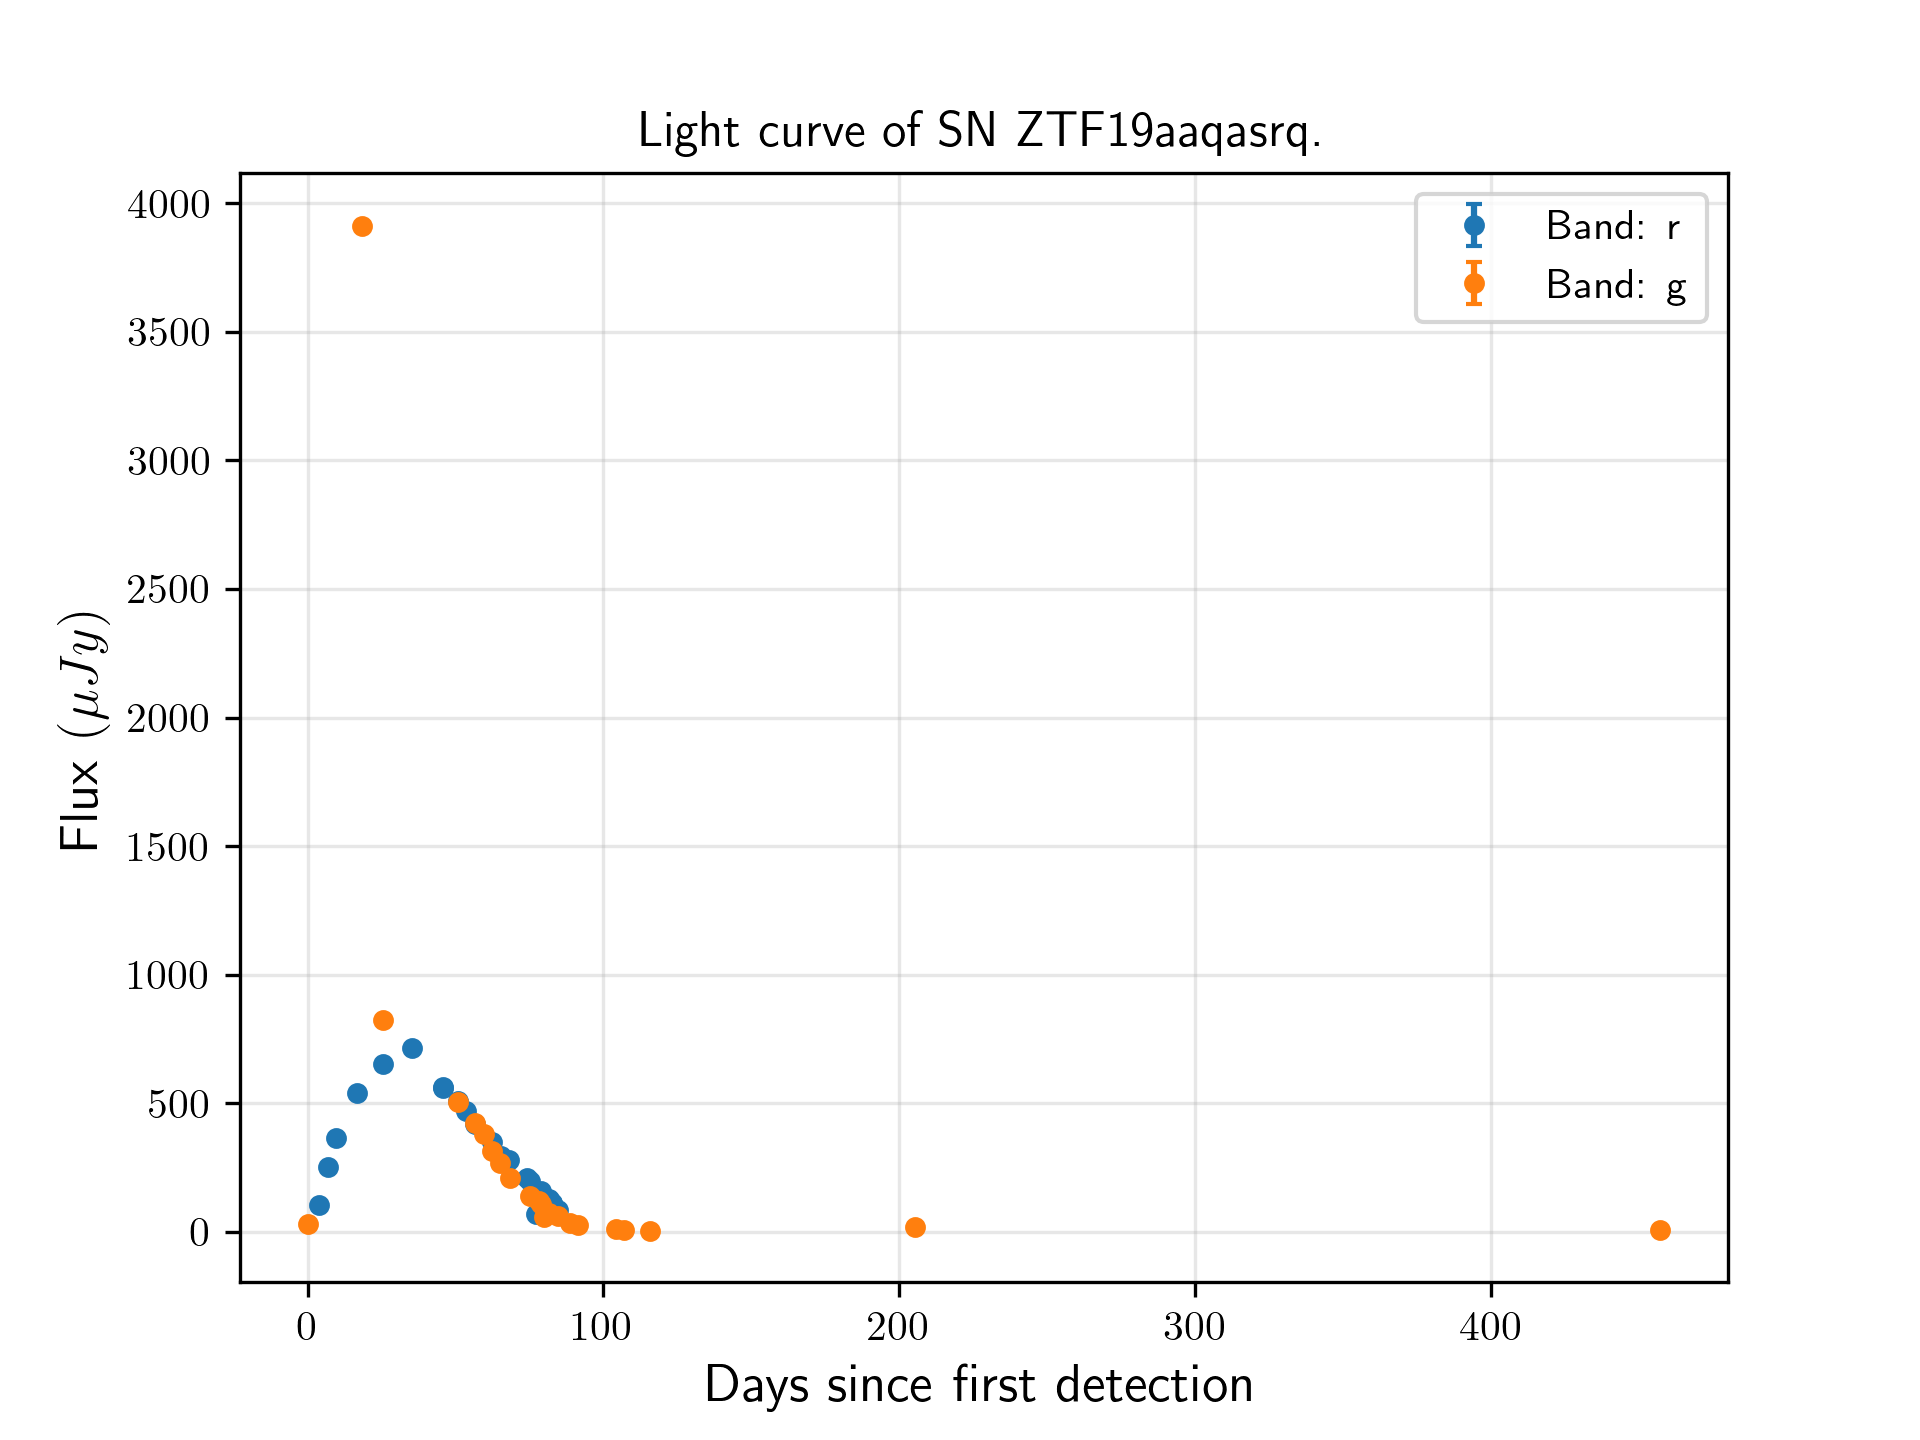 Light curve of SN ZTF19aaqasrq.
4000
3500
3000
2500
2000
1500
1000
500
0
Flux (μJy)
Band: r
Band: g
0 100 200 300 400
Days since first detection